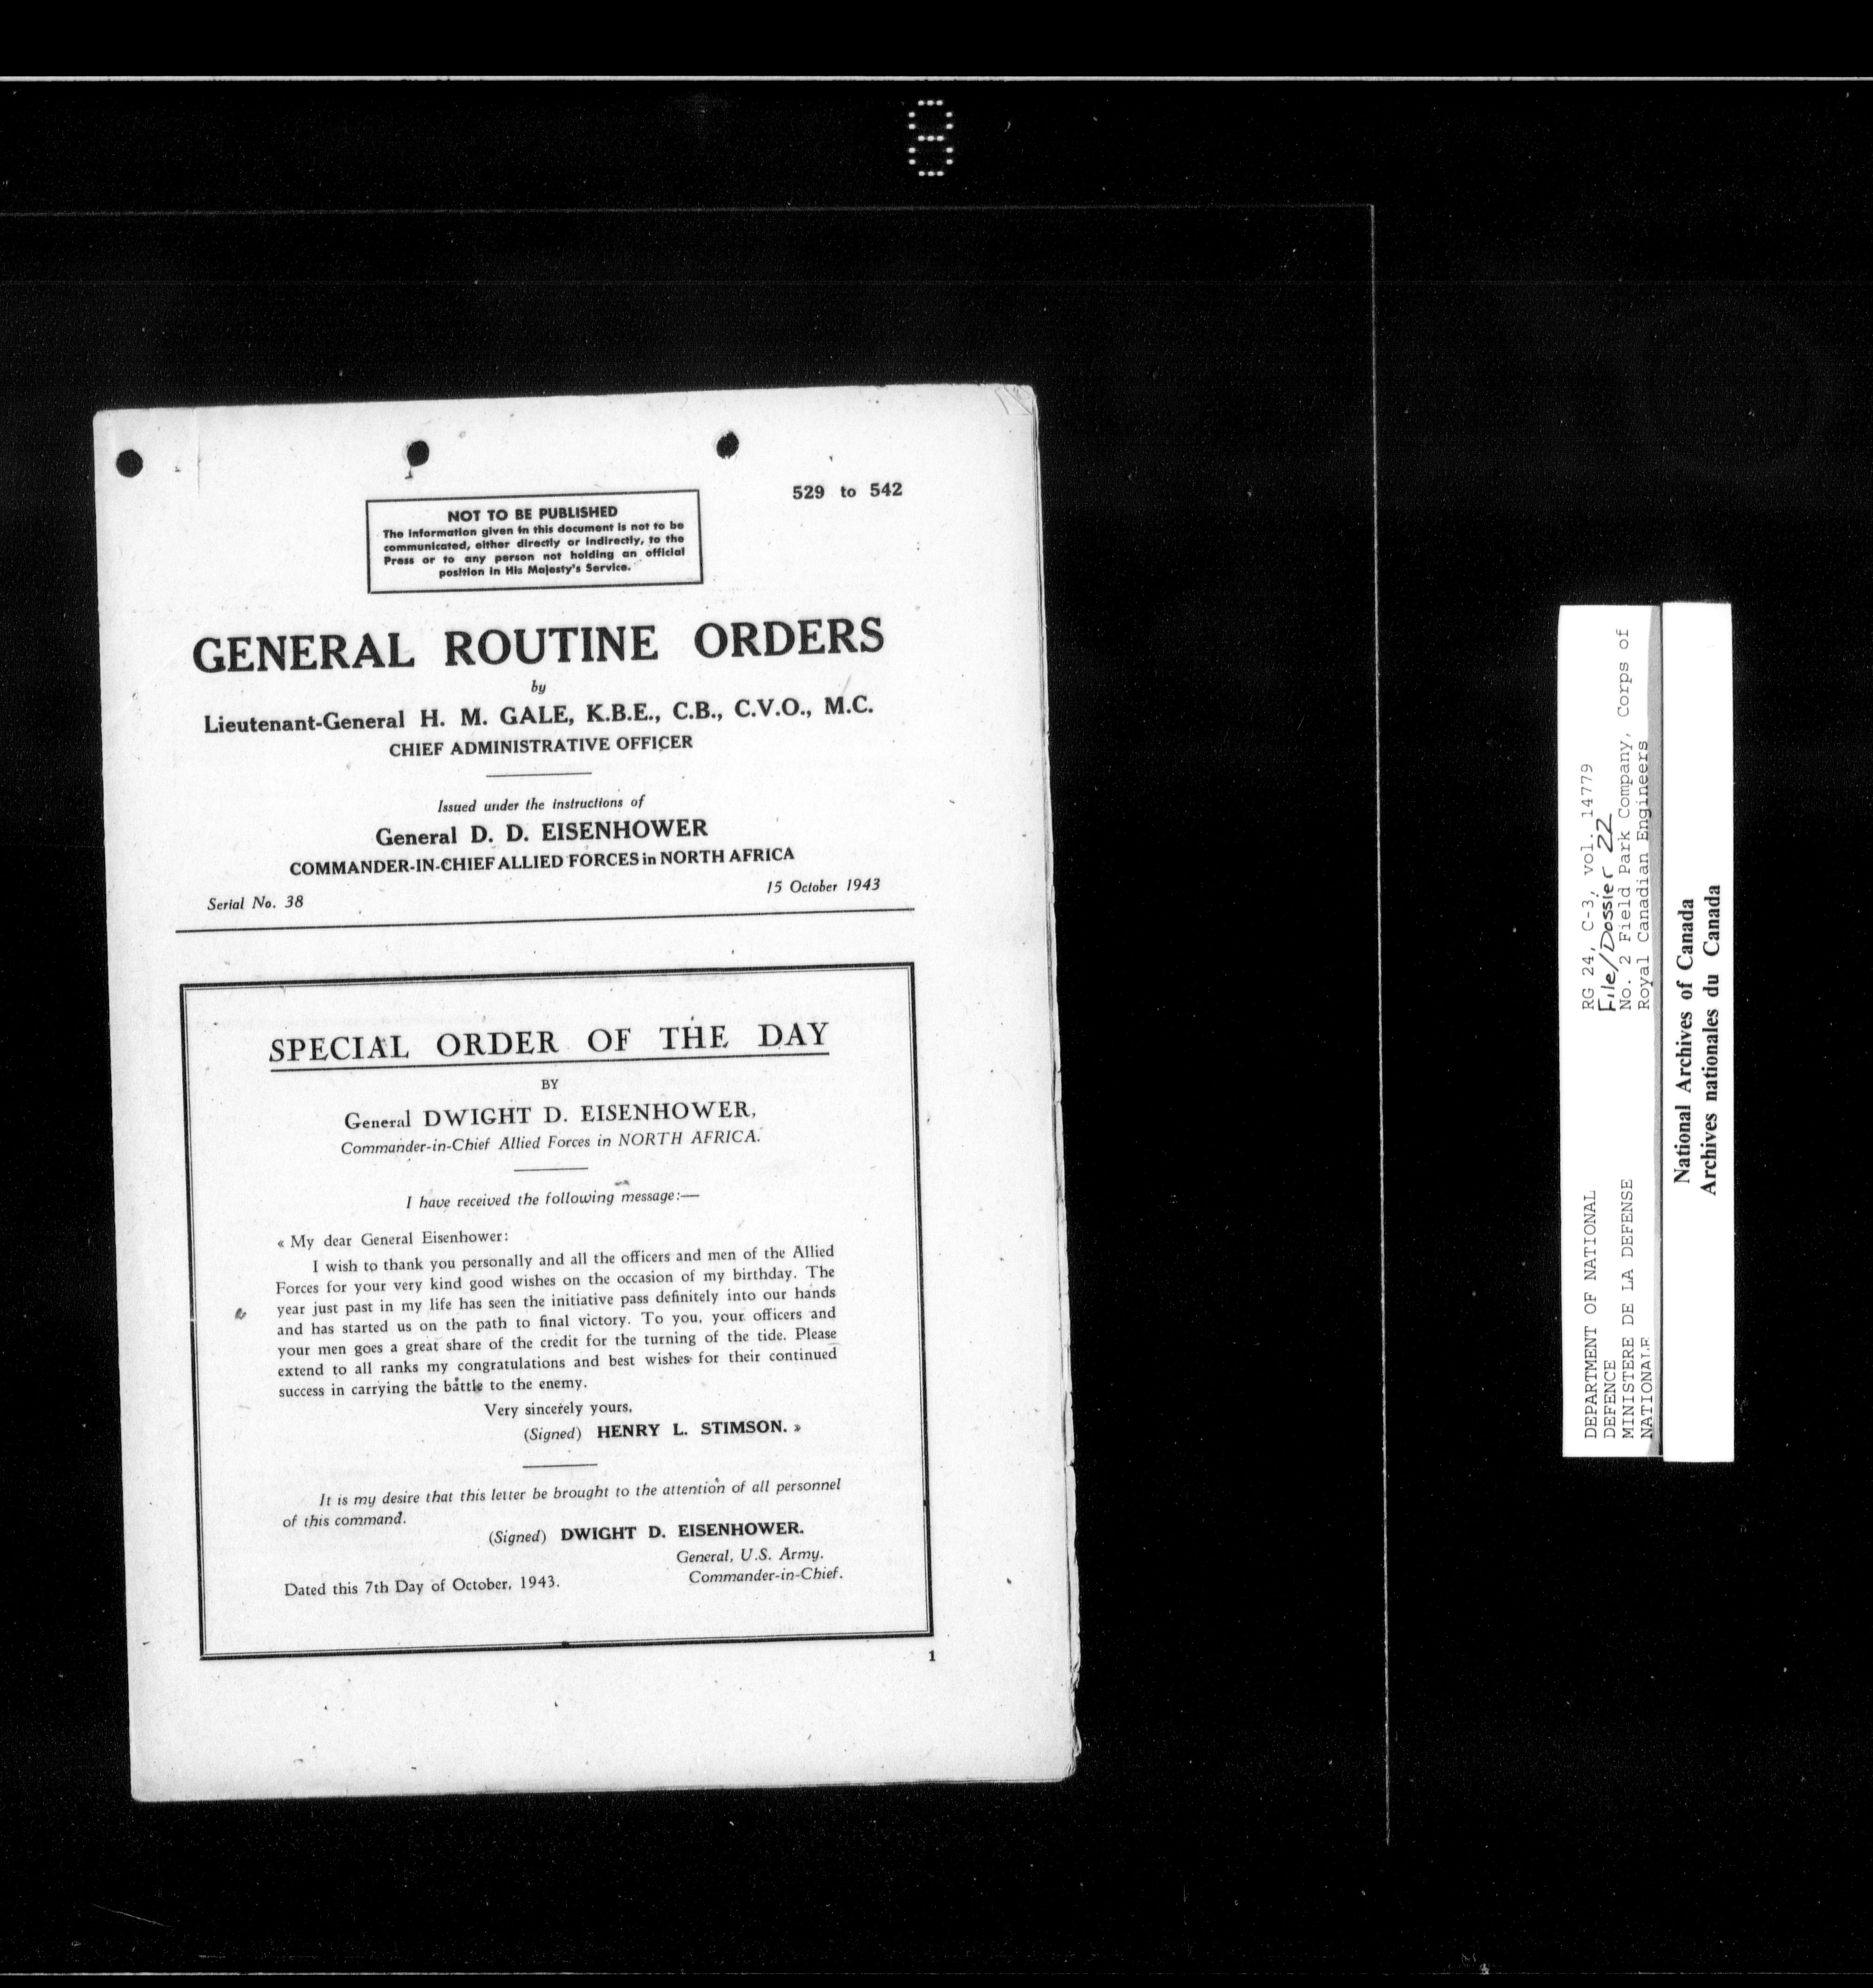 8
529 to 542
NOT TO BE PUBLISHED
The information given in this document is not to be
communicated, either directly or indirectly, to the
Press or to any person not holding an official
position in His Majesty's Service.
GENERAL ROUTINE ORDERS
by
Lieutenant-General H. M. GALE, K.B.E., C.B., C.V.O., M.C.
CHIEF ADMINISTRATIVE OFFICER
Issued under the instructions of
General D. D. EISENHOWER
COMMANDER-IN-CHIEF ALLIED FORCES in NORTH AFRICA
Serial No. 38
15 October 1943
SPECIAL ORDER OF THE DAY
BY
General DWIGHT D. EISENHOWER,
Commander-in-Chief Allied Forces in NORTH AFRICA.
I have received the following message:—
« My dear General Eisenhower:
I wish to thank you personally and all the officers and men of the Allied
Forces for your very kind good wishes on the occasion of my birthday. The
year just past in my life has seen the initiative pass definitely into our hands
and has started us on the path to final victory. To you, your officers and
your men goes a great share of the credit for the turning of the tide. Please
extend to all ranks my congratulations and best wishes for their continued
success in carrying the battle to the enemy.
Very sincerely yours,
(Signed) HENRY L. STIMSON. »
It is my desire that this letter be brought to the attention of all personnel
of this command.
(Signed) DWIGHT D. EISENHOWER.
General, U.S. Army.
Commander-in-Chief.
Dated this 7th Day of October, 1943.
1
DEPARTMENT OF NATIONAL
DEFENCE
MINISTERE DE LA DEFENSE
NATIONALE
RG 24, C-3, vol. 14779
File/Dossier 22
No. 2 Field Park Company, Corps of
Royal Canadian Engineers
National Archives of Canada
Archives nationales du Canada